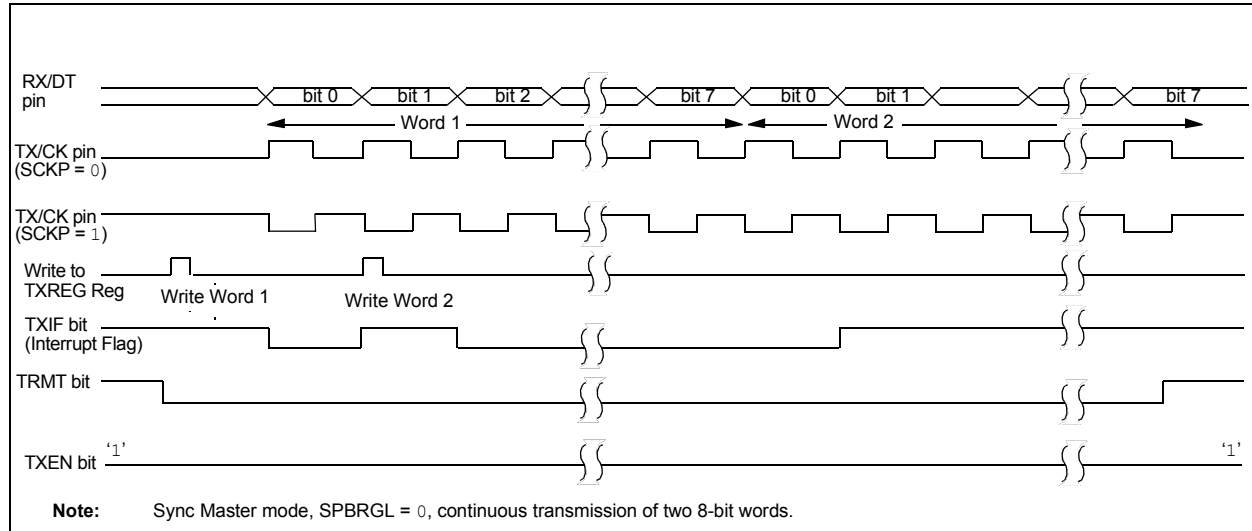 RX/DT
pin
bit 0 bit 1 bit 2 bit 7 bit 0 bit 1 bit 7
Word 1 Word 2
TX/CK pin
(SCKP = 0)
TX/CK pin
(SCKP = 1)
Write to
TXREG Reg
Write Word 1 Write Word 2
TXIF bit
(Interrupt Flag)
TRMT bit
TXEN bit
‘1’ ‘1’
Note: Sync Master mode, SPBRGL = 0, continuous transmission of two 8-bit words.